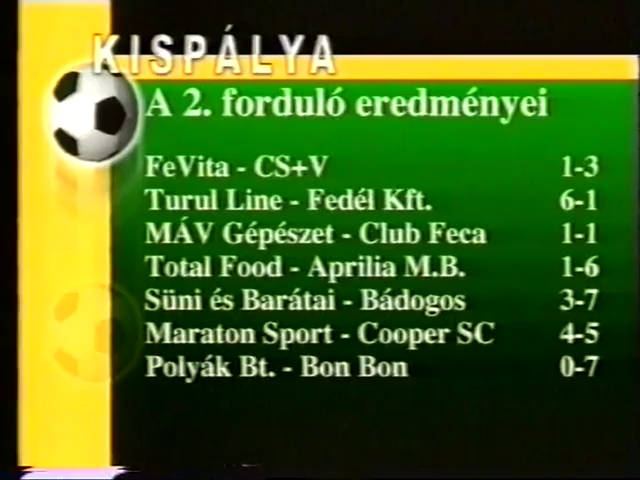 KISPÁLYA
A 2. forduló eredményei
FeVita - CS+V 1-3
Turul Line - Fedél Kft. 6-1
MÁV Gépészet - Club Feca 1-1
Total Food - Aprilia M.B. 1-6
Süni és Barátai - Bádogos 3-7
Maraton Sport - Cooper SC 4-5
Polyák Bt. - Bon Bon 0-7